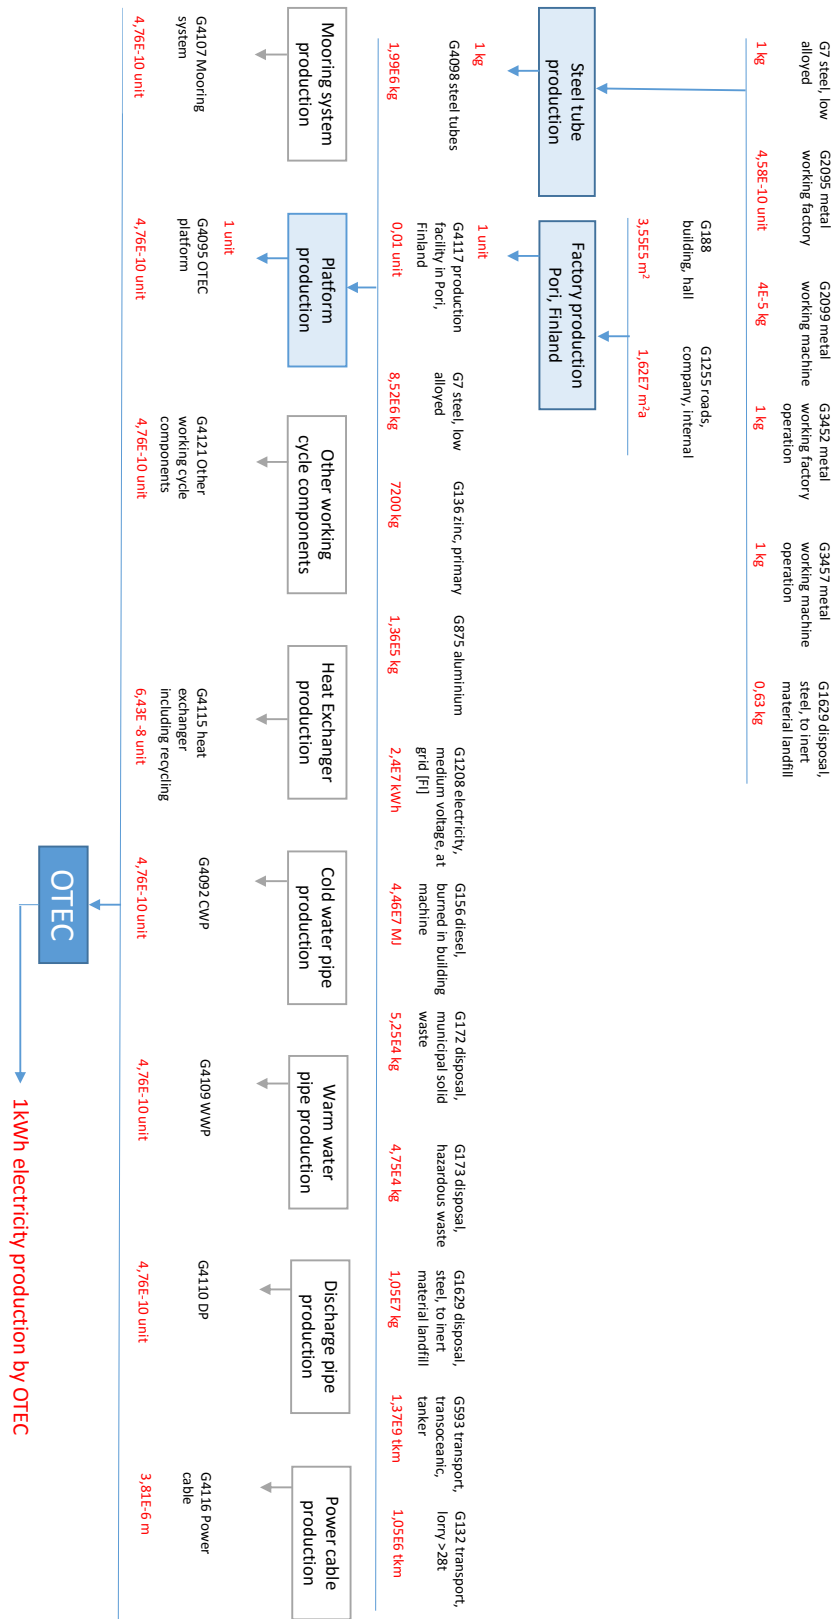 G7 steel, low
alloyed
1 kg
G2095 metal
working factory
4,58E-10 unit
G2099 metal
working machine
4E-5 kg
G3452 metal
working factory
operation
1 kg
G3457 metal
working machine
operation
1 kg
G1629 disposal,
steel, to inert
material landfill
0,63 kg
G188
building, hall
3,55E5 m²
G1255 roads,
company, internal
1,62E7 m²a
Steel tube
production
Factory production
Pori, Finland
1 kg
G4098 steel tubes
1,99E6 kg
1 unit
G4117 production
facility in Pori,
Finland
0,01 unit
G7 steel, low
alloyed
8,52E6 kg
G136 zinc, primary
7200 kg
G875 aluminium
1,36E5 kg
G1208 electricity,
medium voltage, at
grid [FI]
2,4E7 kWh
G156 diesel,
burned in building
machine
4,46E7 MJ
G172 disposal,
municipal solid
waste
5,25E4 kg
G173 disposal,
hazardous waste
4,75E4 kg
G1629 disposal,
steel, to inert
material landfill
1,05E7 kg
G593 transport,
transoceanic,
tanker
1,37E9 tkm
G132 transport,
lorry >28t
1,05E6 tkm
Mooring system
production
Platform
production
Other working
cycle components
Heat Exchanger
production
Cold water pipe
production
Warm water
pipe production
Discharge pipe
production
Power cable
production
G4107 Mooring
system
4,76E-10 unit
1 unit
G4095 OTEC
platform
4,76E-10 unit
G4121 Other
working cycle
components
4,76E-10 unit
G4115 heat
exchanger
including recycling
6,43E -8 unit
G4092 CWP
4,76E-10 unit
G4109 WWP
4,76E-10 unit
G4110 DP
4,76E-10 unit
G4116 Power
cable
3,81E-6 m
OTEC
1kWh electricity production by OTEC